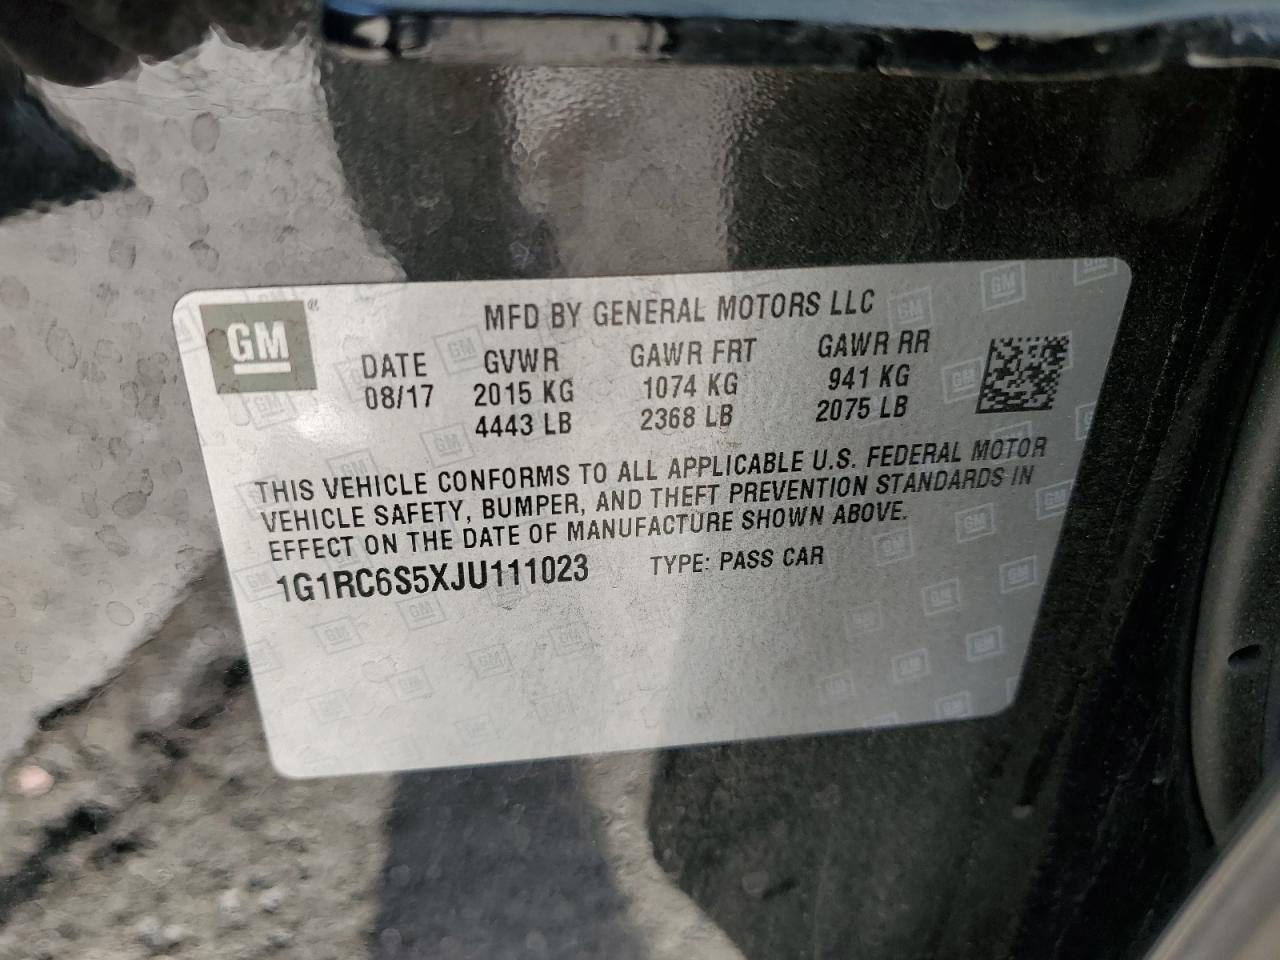 GM ®
MFD BY GENERAL MOTORS LLC
DATE GVWR GAWR FRT GAWR RR
08/17 2015 KG 1074 KG 941 KG
4443 LB 2368 LB 2075 LB
THIS VEHICLE CONFORMS TO ALL APPLICABLE U.S. FEDERAL MOTOR
VEHICLE SAFETY, BUMPER, AND THEFT PREVENTION STANDARDS IN
EFFECT ON THE DATE OF MANUFACTURE SHOWN ABOVE.
1G1RC6S5XJU111023 TYPE: PASS CAR